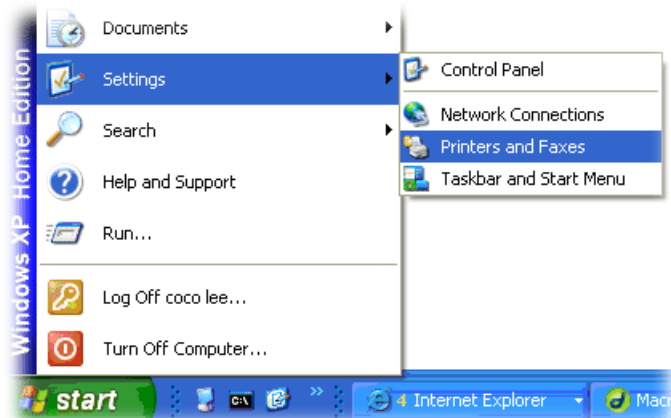 Windows XP Home Edition
Documents
Settings
Search
Help and Support
Run...
Log Off coco lee...
Turn Off Computer...
Control Panel
Network Connections
Printers and Faxes
Taskbar and Start Menu
start
C:\
»
4 Internet Explorer
Mac